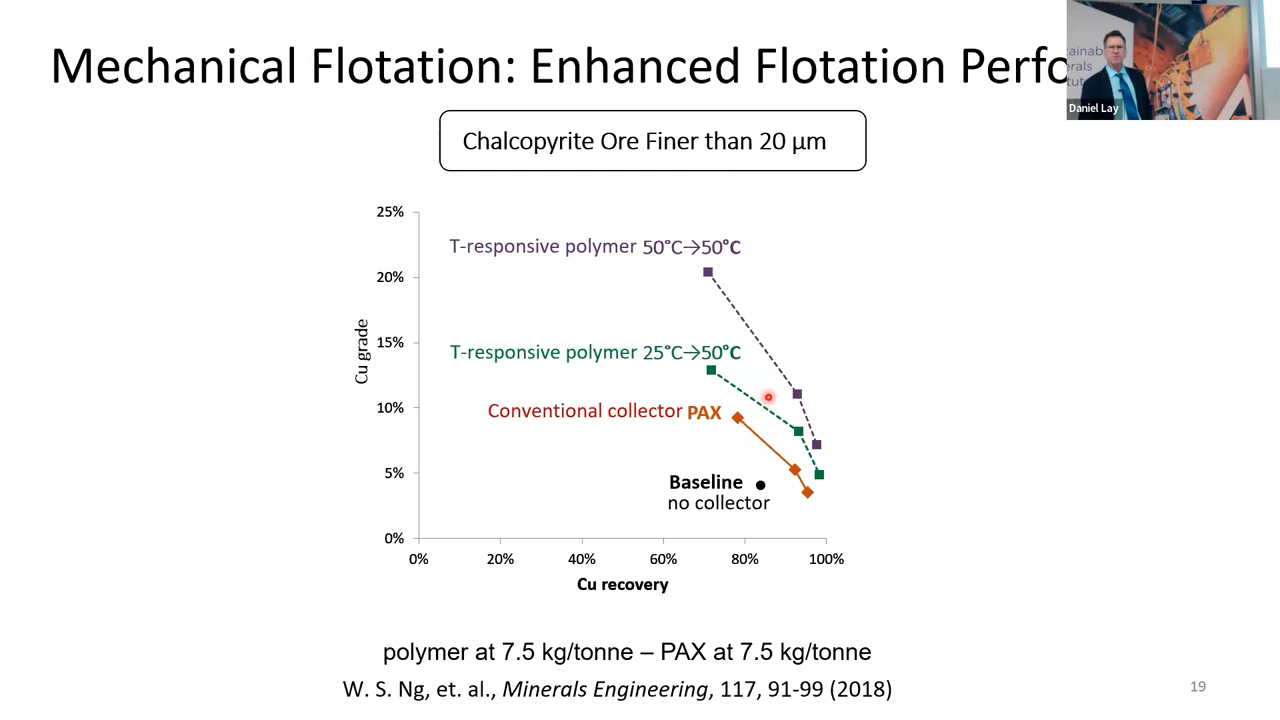 Mechanical Flotation: Enhanced Flotation Perfo
Daniel Lay
Chalcopyrite Ore Finer than 20 μm
25%
T-responsive polymer 50°C→50°C
20%
15%
T-responsive polymer 25°C→50°C
Cu grade
10%
Conventional collector PAX
5%
Baseline
no collector
0%
0% 20% 40% 60% 80% 100%
Cu recovery
polymer at 7.5 kg/tonne – PAX at 7.5 kg/tonne
W. S. Ng, et. al., Minerals Engineering, 117, 91-99 (2018)
19